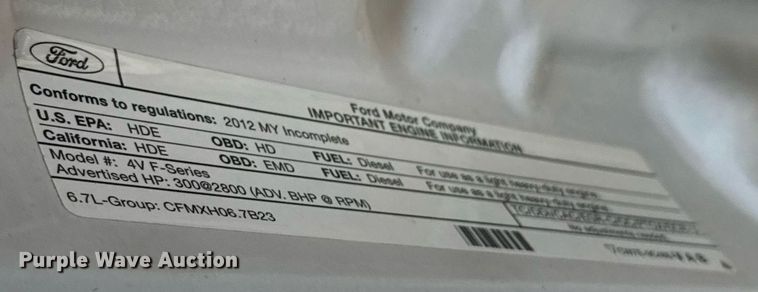 Ford
Ford Motor Company
IMPORTANT ENGINE INFORMATION
Conforms to regulations: 2012 MY Incomplete
U.S. EPA: HDE OBD: HD FUEL: Diesel For use as a light heavy-duty engine
California: HDE OBD: EMD FUEL: Diesel For use as a light heavy-duty engine
Model #: 4V F-Series
Advertised HP: 300@2800 (ADV. BHP @ RPM)
6.7L-Group: CFMXH06.7B23 No adjustments needed.
Purple Wave Auction